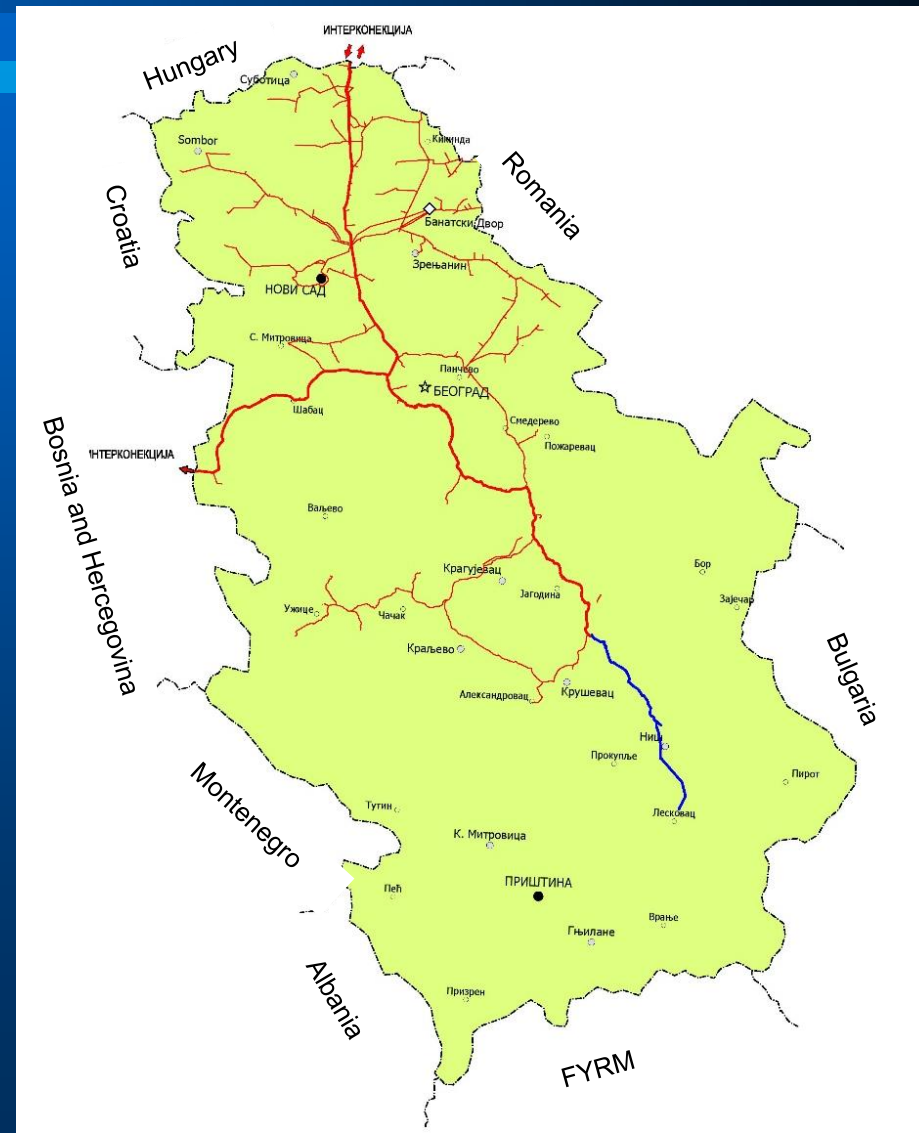 ИНТЕРКОНЕКЦИЈА
Hungary
Суботица
Sombor
Кикинда
Romania
Croatia
Банатски Двор
Зрењанин
НОВИ САД
С. Митровица
Панчево
БЕОГРАД
Шабац
Смедерево
Пожаревац
Bosnia and Hercegovina
НТЕРКОНЕКЦИЈА
Ваљево
Бор
Крагујевац
Јагодина
Зајечар
Ужице
Чачак
Краљево
Bulgaria
Александровац
Крушевац
Ниш
Прокупље
Пирот
Montenegro
Тутин
Лесковац
К. Митровица
ПРИШТИНА
Пећ
Врање
Гњилане
Albania
Призрен
FYRM